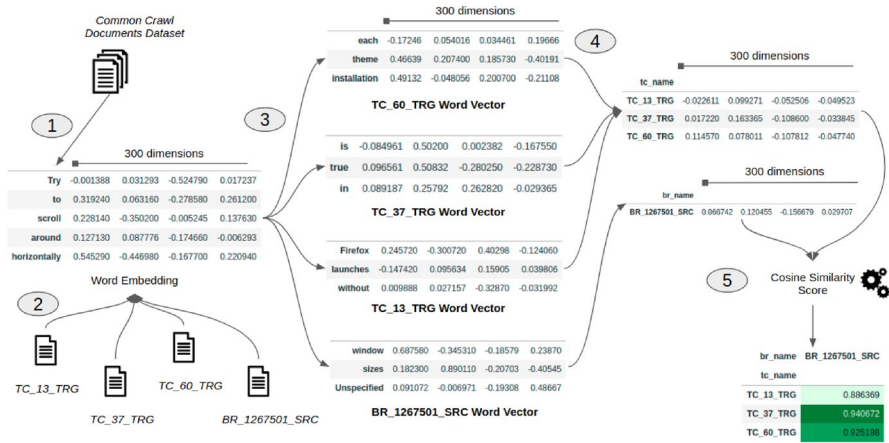 Common Crawl
Documents Dataset
1
300 dimensions
Try -0.001388 0.031293 -0.524790 0.017237
to 0.319240 0.063160 -0.278580 0.261200
scroll 0.228140 -0.350200 -0.005245 0.137630
around 0.127130 0.087776 -0.174660 -0.006293
horizontally 0.545290 -0.446980 -0.167700 0.220940
Word Embedding
2
TC_13_TRG
TC_37_TRG
TC_60_TRG
BR_1267501_SRC
3
300 dimensions
each -0.17246 0.054016 0.034461 0.19666
theme 0.46639 0.207400 0.185730 -0.40191
installation 0.49132 -0.048056 0.200700 -0.21108
TC_60_TRG Word Vector
is -0.084961 0.50200 0.002382 -0.167550
true 0.096561 0.50832 -0.280250 -0.228730
in 0.089187 0.25792 0.262820 -0.029365
TC_37_TRG Word Vector
Firefox 0.245720 -0.300720 0.40298 -0.124060
launches -0.147420 0.095634 0.15905 0.039806
without 0.009888 0.027157 -0.32870 -0.031992
TC_13_TRG Word Vector
window 0.687580 -0.345310 -0.18579 0.23870
sizes 0.182300 0.890110 -0.20703 -0.40545
Unspecified 0.091072 -0.006971 -0.19308 0.48667
BR_1267501_SRC Word Vector
4
300 dimensions
tc_name
TC_13_TRG -0.022611 0.099271 -0.052506 -0.049523
TC_37_TRG 0.017220 0.163365 -0.108600 -0.033845
TC_60_TRG 0.114570 0.078011 -0.107812 -0.047740
300 dimensions
br_name
BR_1267501_SRC 0.066742 0.120455 -0.156679 0.029707
5
Cosine Similarity
Score
br_name BR_1267501_SRC
tc_name
TC_13_TRG 0.886369
TC_37_TRG 0.940672
TC_60_TRG 0.925198